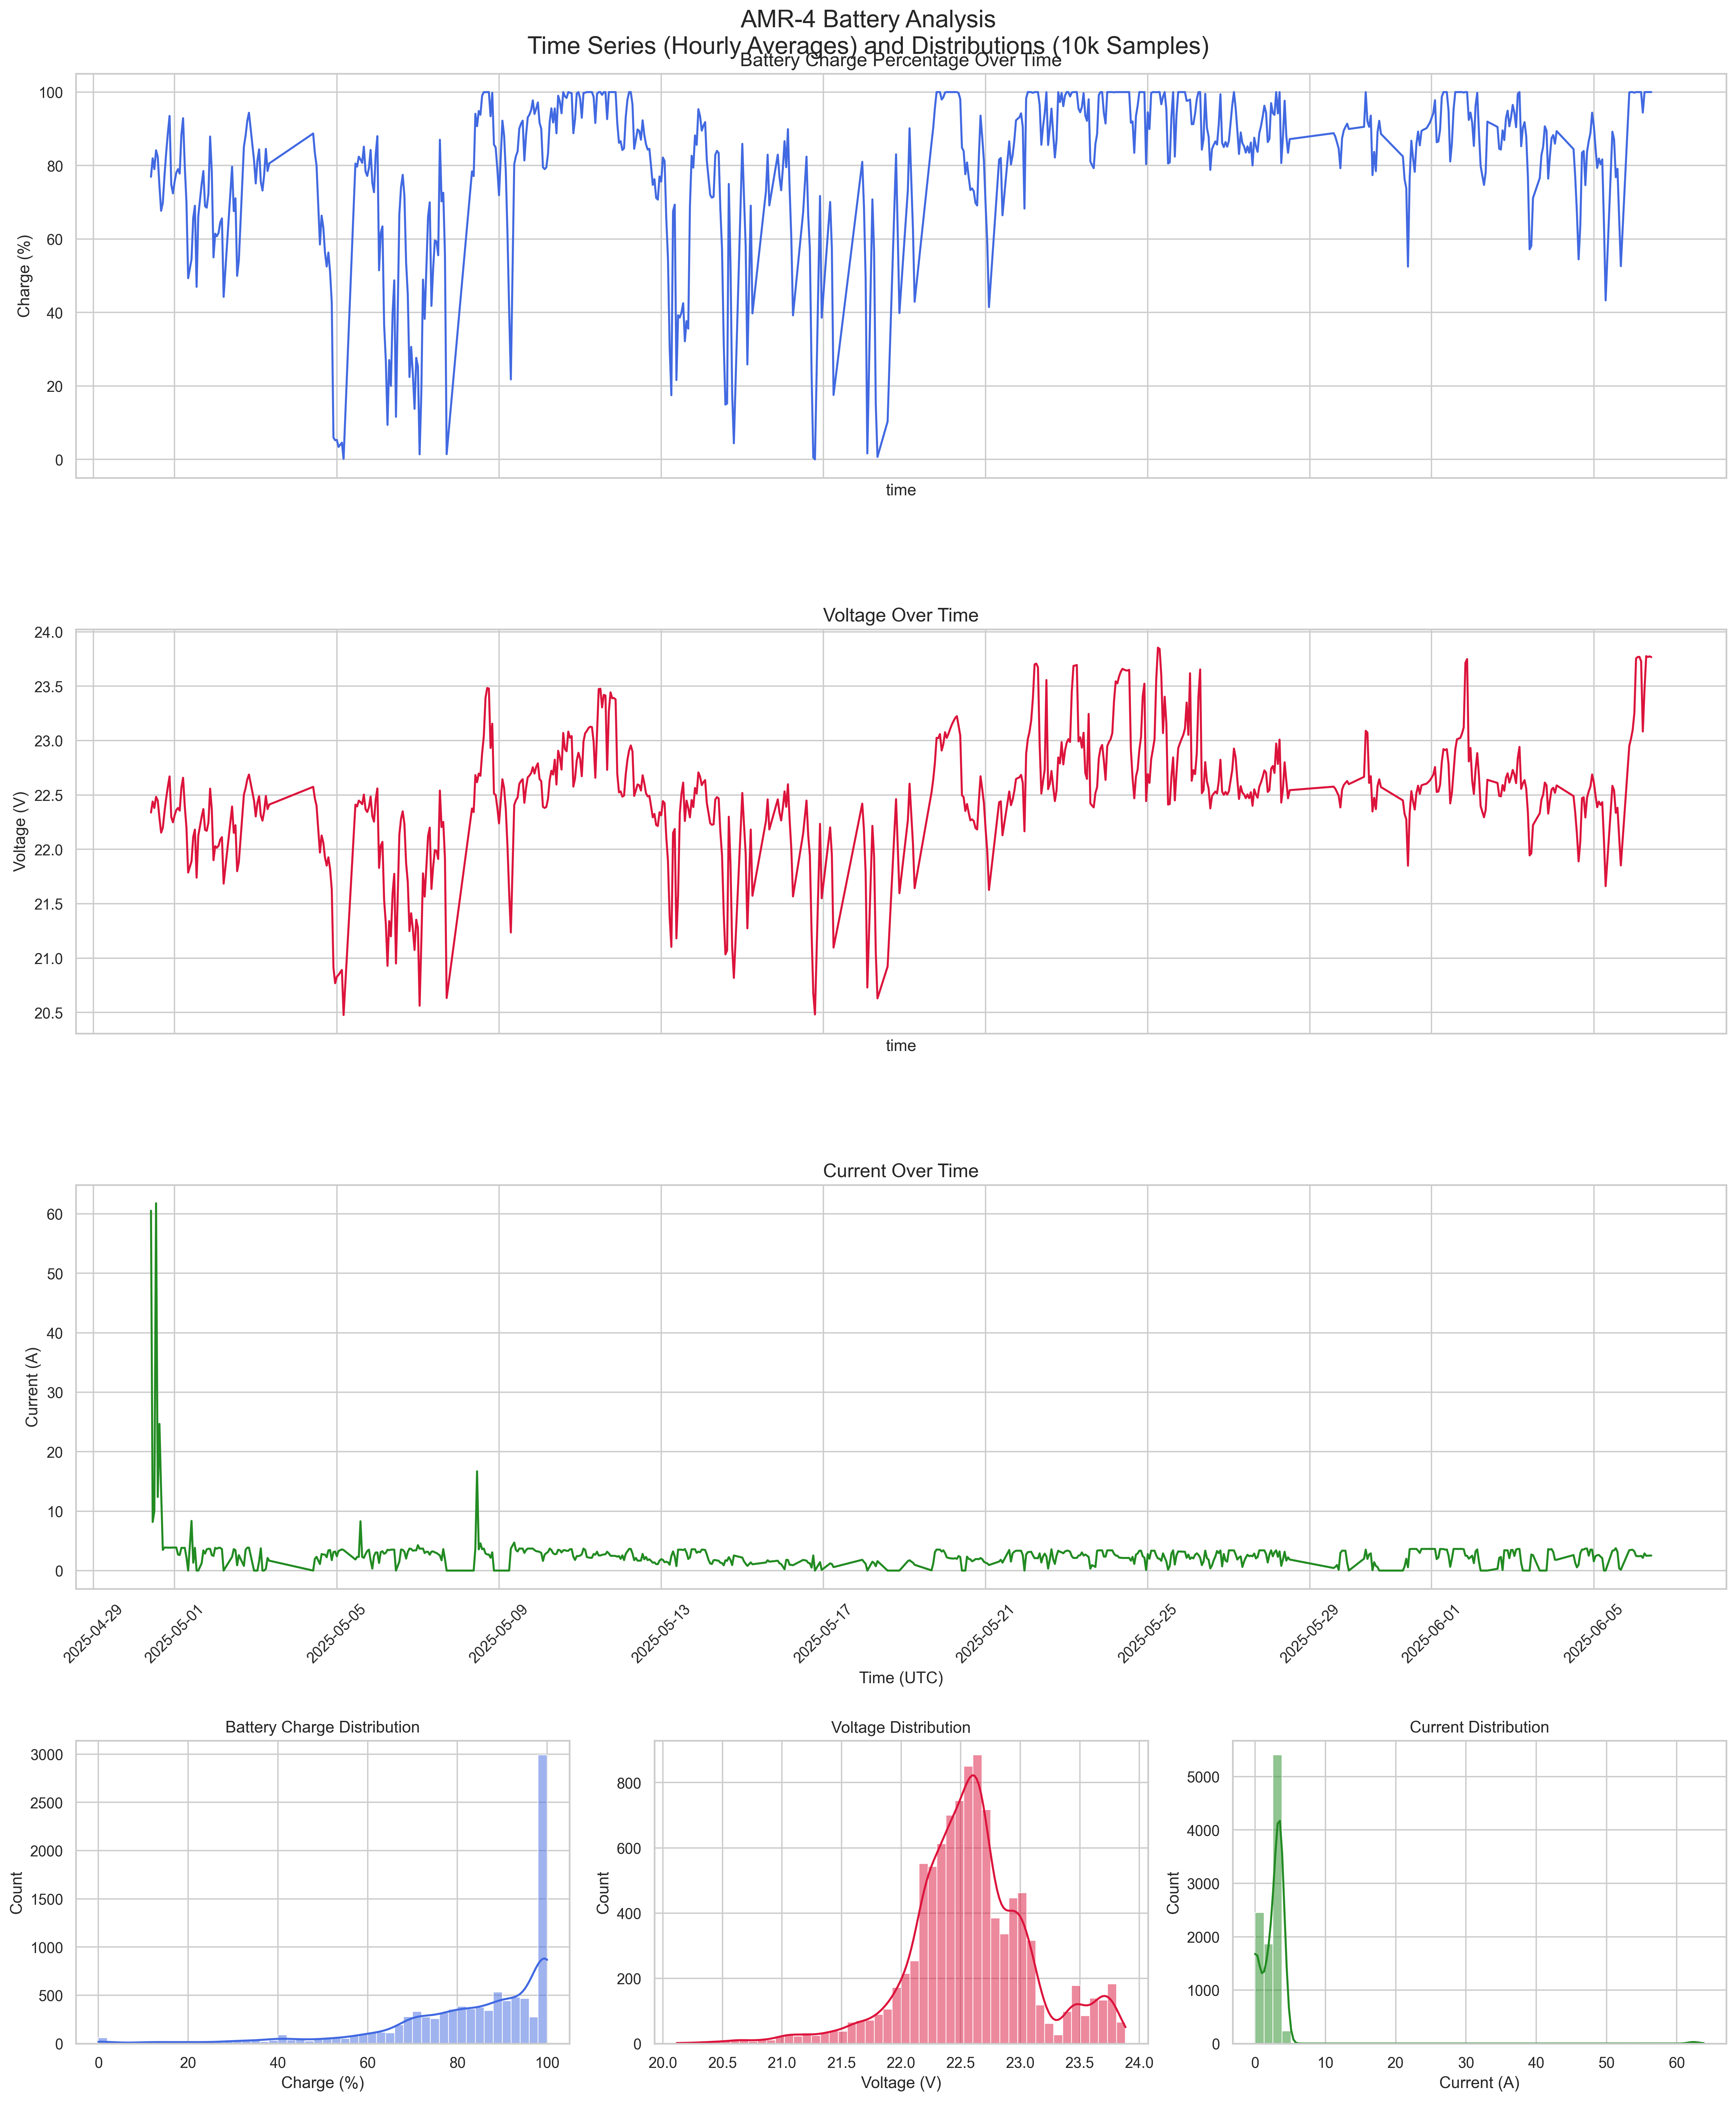 AMR-4 Battery Analysis
Time Series (Hourly Averages) and Distributions (10k Samples)
Battery Charge Percentage Over Time
100
80
60
40
20
0
Charge (%)
time
Voltage Over Time
24.0
23.5
23.0
22.5
22.0
21.5
21.0
20.5
Voltage (V)
time
Current Over Time
60
50
40
30
20
10
0
Current (A)
2025-04-29 2025-05-01 2025-05-05 2025-05-09 2025-05-13 2025-05-17 2025-05-21 2025-05-25 2025-05-29 2025-06-01 2025-06-05
Time (UTC)
Battery Charge Distribution
3000
2500
2000
1500
1000
500
0
Count
0 20 40 60 80 100
Charge (%)
Voltage Distribution
800
600
400
200
0
Count
20.0 20.5 21.0 21.5 22.0 22.5 23.0 23.5 24.0
Voltage (V)
Current Distribution
5000
4000
3000
2000
1000
0
Count
0 10 20 30 40 50 60
Current (A)